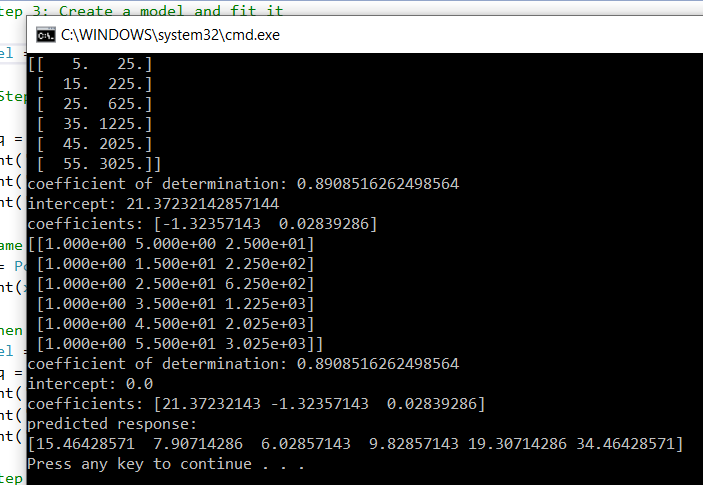 tep 3: Create a model and fit it
C:\WINDOWS\system32\cmd.exe
el =
[[   5.   25.]
 [  15.  225.]
Step
 [  25.  625.]
 [  35. 1225.]
q =
 [  45. 2025.]
nt(
 [  55. 3025.]]
nt(
coefficient of determination: 0.8908516262498564
nt(
intercept: 21.37232142857144
coefficients: [-1.32357143  0.02839286]
ame
[[1.000e+00 5.000e+00 2.500e+01]
= Po
 [1.000e+00 1.500e+01 2.250e+02]
nt(
 [1.000e+00 2.500e+01 6.250e+02]
 [1.000e+00 3.500e+01 1.225e+03]
hen
 [1.000e+00 4.500e+01 2.025e+03]
el =
 [1.000e+00 5.500e+01 3.025e+03]]
q =
coefficient of determination: 0.8908516262498564
nt(
intercept: 0.0
nt(
coefficients: [21.37232143 -1.32357143  0.02839286]
nt(
predicted response:
[15.46428571  7.90714286  6.02857143  9.82857143 19.30714286 34.46428571]
Press any key to continue . . .
tep